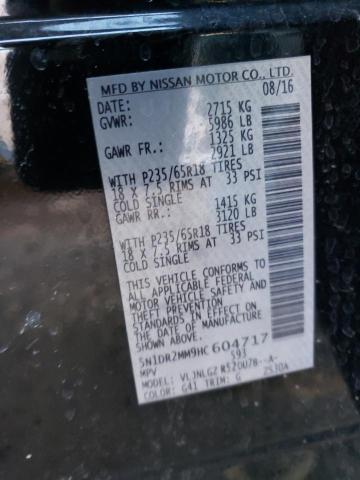 MFD BY NISSAN MOTOR CO., LTD.
DATE: 08/16
GVWR: 2715 KG
5986 LB
GAWR FR.: 1325 KG
2921 LB
WITH P235/65R18 TIRES
18 X 7.5 RIMS AT 33 PSI
COLD SINGLE
GAWR RR.: 1415 KG
3120 LB
WITH P235/65R18 TIRES
18 X 7.5 RIMS AT 33 PSI
COLD SINGLE
THIS VEHICLE CONFORMS TO
ALL APPLICABLE FEDERAL
MOTOR VEHICLE SAFETY AND
THEFT PREVENTION
STANDARDS IN EFFECT ON
THE DATE OF MANUFACTURE
SHOWN ABOVE.
5N1DR2MM9HC604717
MPV S93
MODEL: VLJNLGZ R520U78--A-
COLOR: G41 TRIM: G 2530A